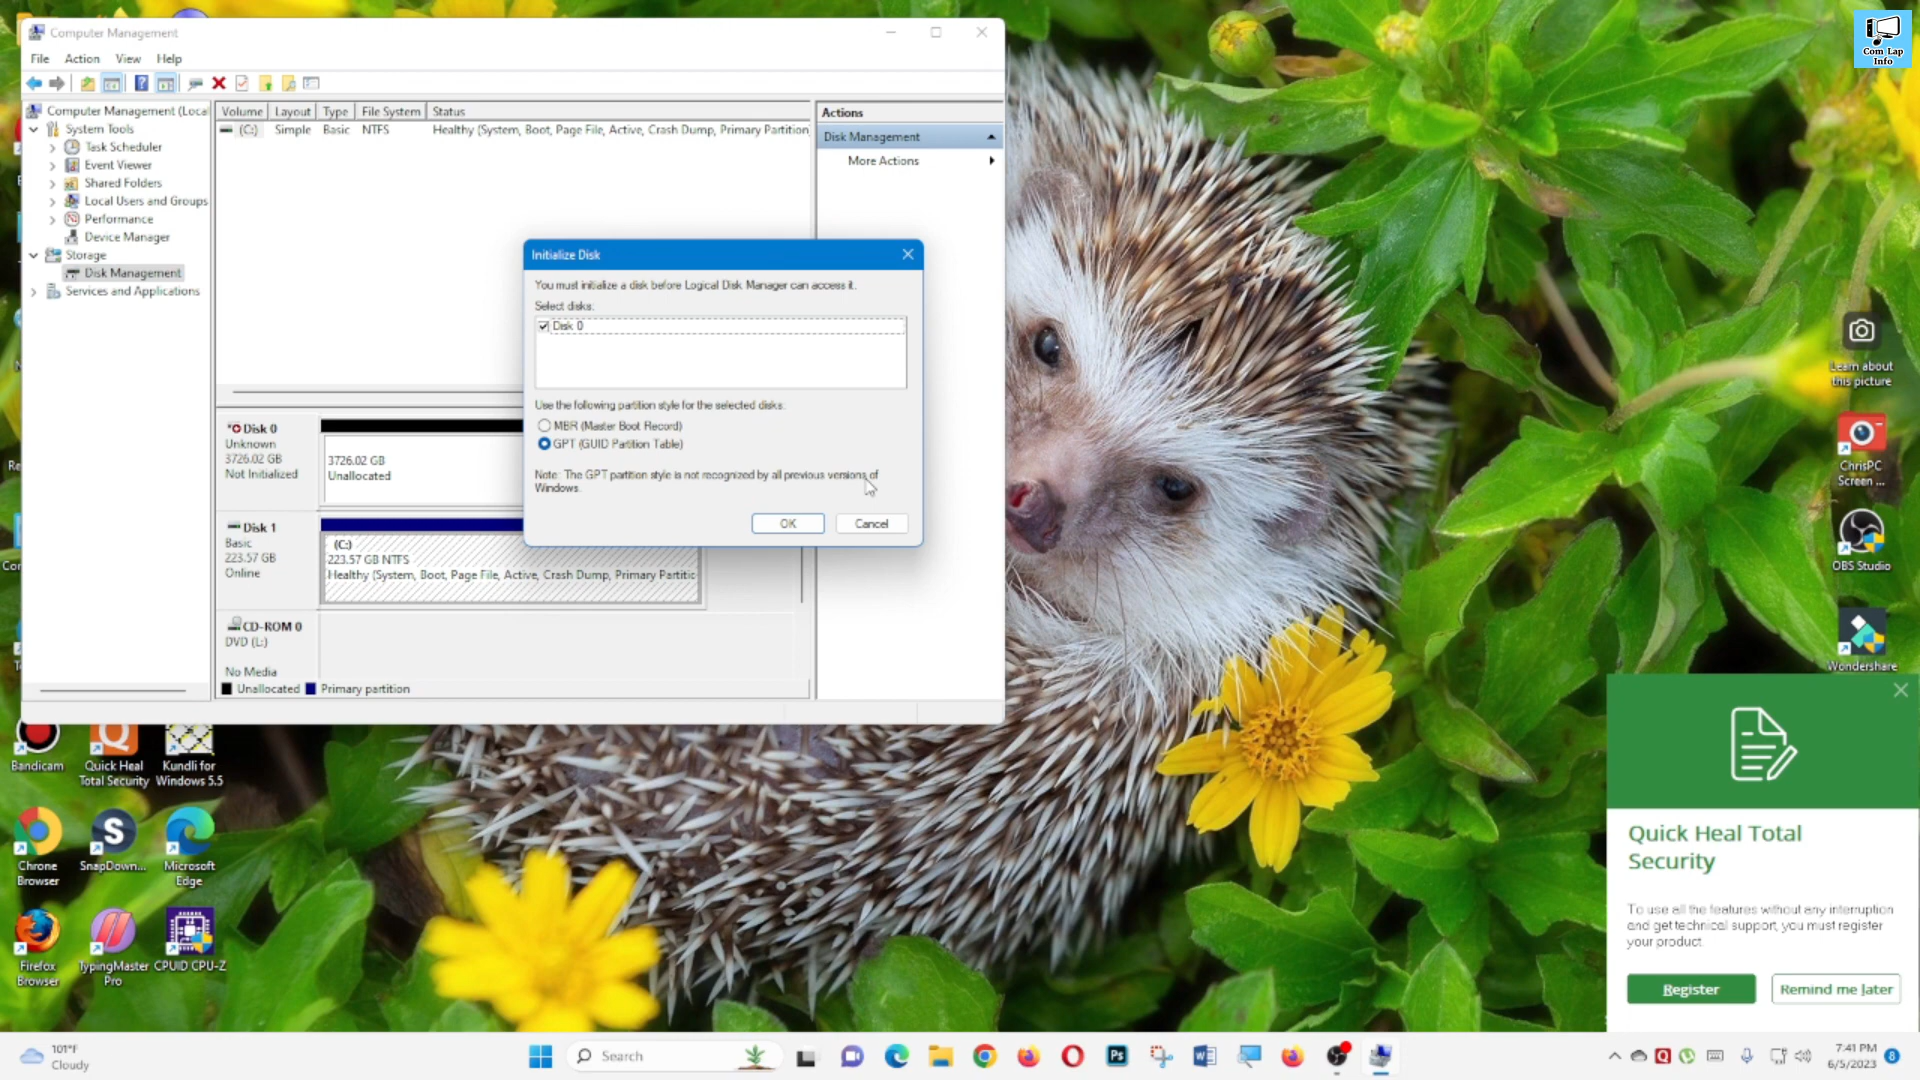 Computer Management
File Action View Help
Computer Management (Local
System Tools
Task Scheduler
Event Viewer
Shared Folders
Local Users and Groups
Performance
Device Manager
Storage
Disk Management
Services and Applications
Volume Layout Type File System Status
(C:) Simple Basic NTFS Healthy (System, Boot, Page File, Active, Crash Dump, Primary Partition
Actions
Disk Management
More Actions
Initialize Disk
You must initialize a disk before Logical Disk Manager can access it.
Select disks:
Disk 0
Use the following partition style for the selected disks:
MBR (Master Boot Record)
GPT (GUID Partition Table)
Note: The GPT partition style is not recognized by all previous versions of
Windows.
OK Cancel
Disk 0
Unknown
3726.02 GB
Not Initialized
3726.02 GB
Unallocated
Disk 1
Basic
223.57 GB
Online
(C:)
223.57 GB NTFS
Healthy (System, Boot, Page File, Active, Crash Dump, Primary Partitic
CD-ROM 0
DVD (L:)
No Media
Unallocated Primary partition
Com Lap
Info
Learn about
this picture
ChrisPC
Screen ...
OBS Studio
Wondershare
Bandicam
Quick Heal
Total Security
Kundli for
Windows 5.5
Chrome
Browser
SnapDown...
Microsoft
Edge
Firefox
Browser
TypingMaster
Pro
CPUID CPU-Z
Quick Heal Total
Security
To use all the features without any interruption
and get technical support, you must register
your product.
Register Remind me later
101°F
Cloudy
Search
7:41 PM
6/5/2023
8